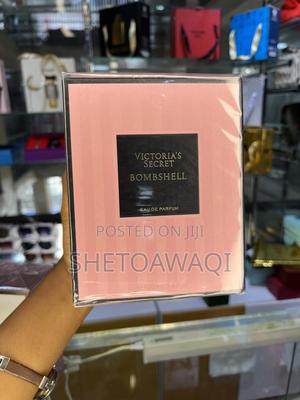 VICTORIA'S
SECRET
BOMBSHELL
EAU DE PARFUM
POSTED ON JIJI
SHETOAWAQI